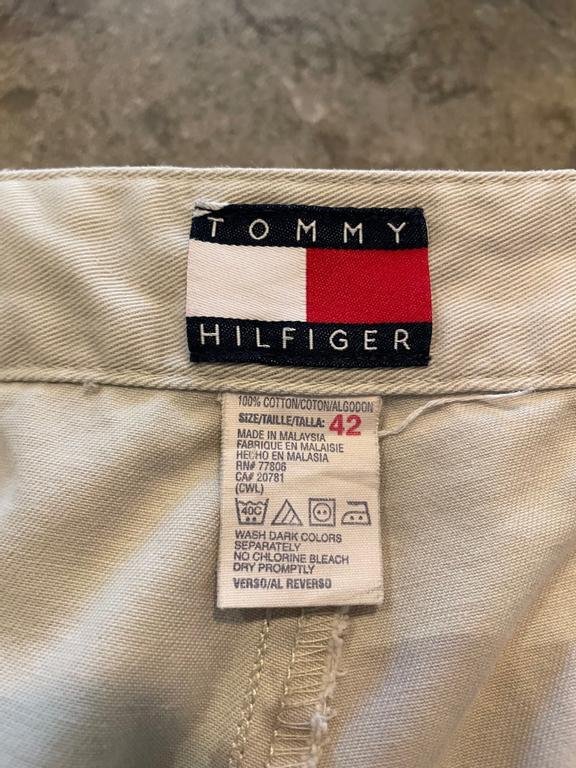 TOMMY
HILFIGER
100% COTTON/COTON/ALGODON
SIZE/TAILLE/TALLA: 42
MADE IN MALAYSIA
FABRIQUE EN MALAISIE
HECHO EN MALASIA
RN# 77806
CA# 20781
(CWL)
40C
WASH DARK COLORS
SEPARATELY
NO CHLORINE BLEACH
DRY PROMPTLY
VERSO/AL REVERSO